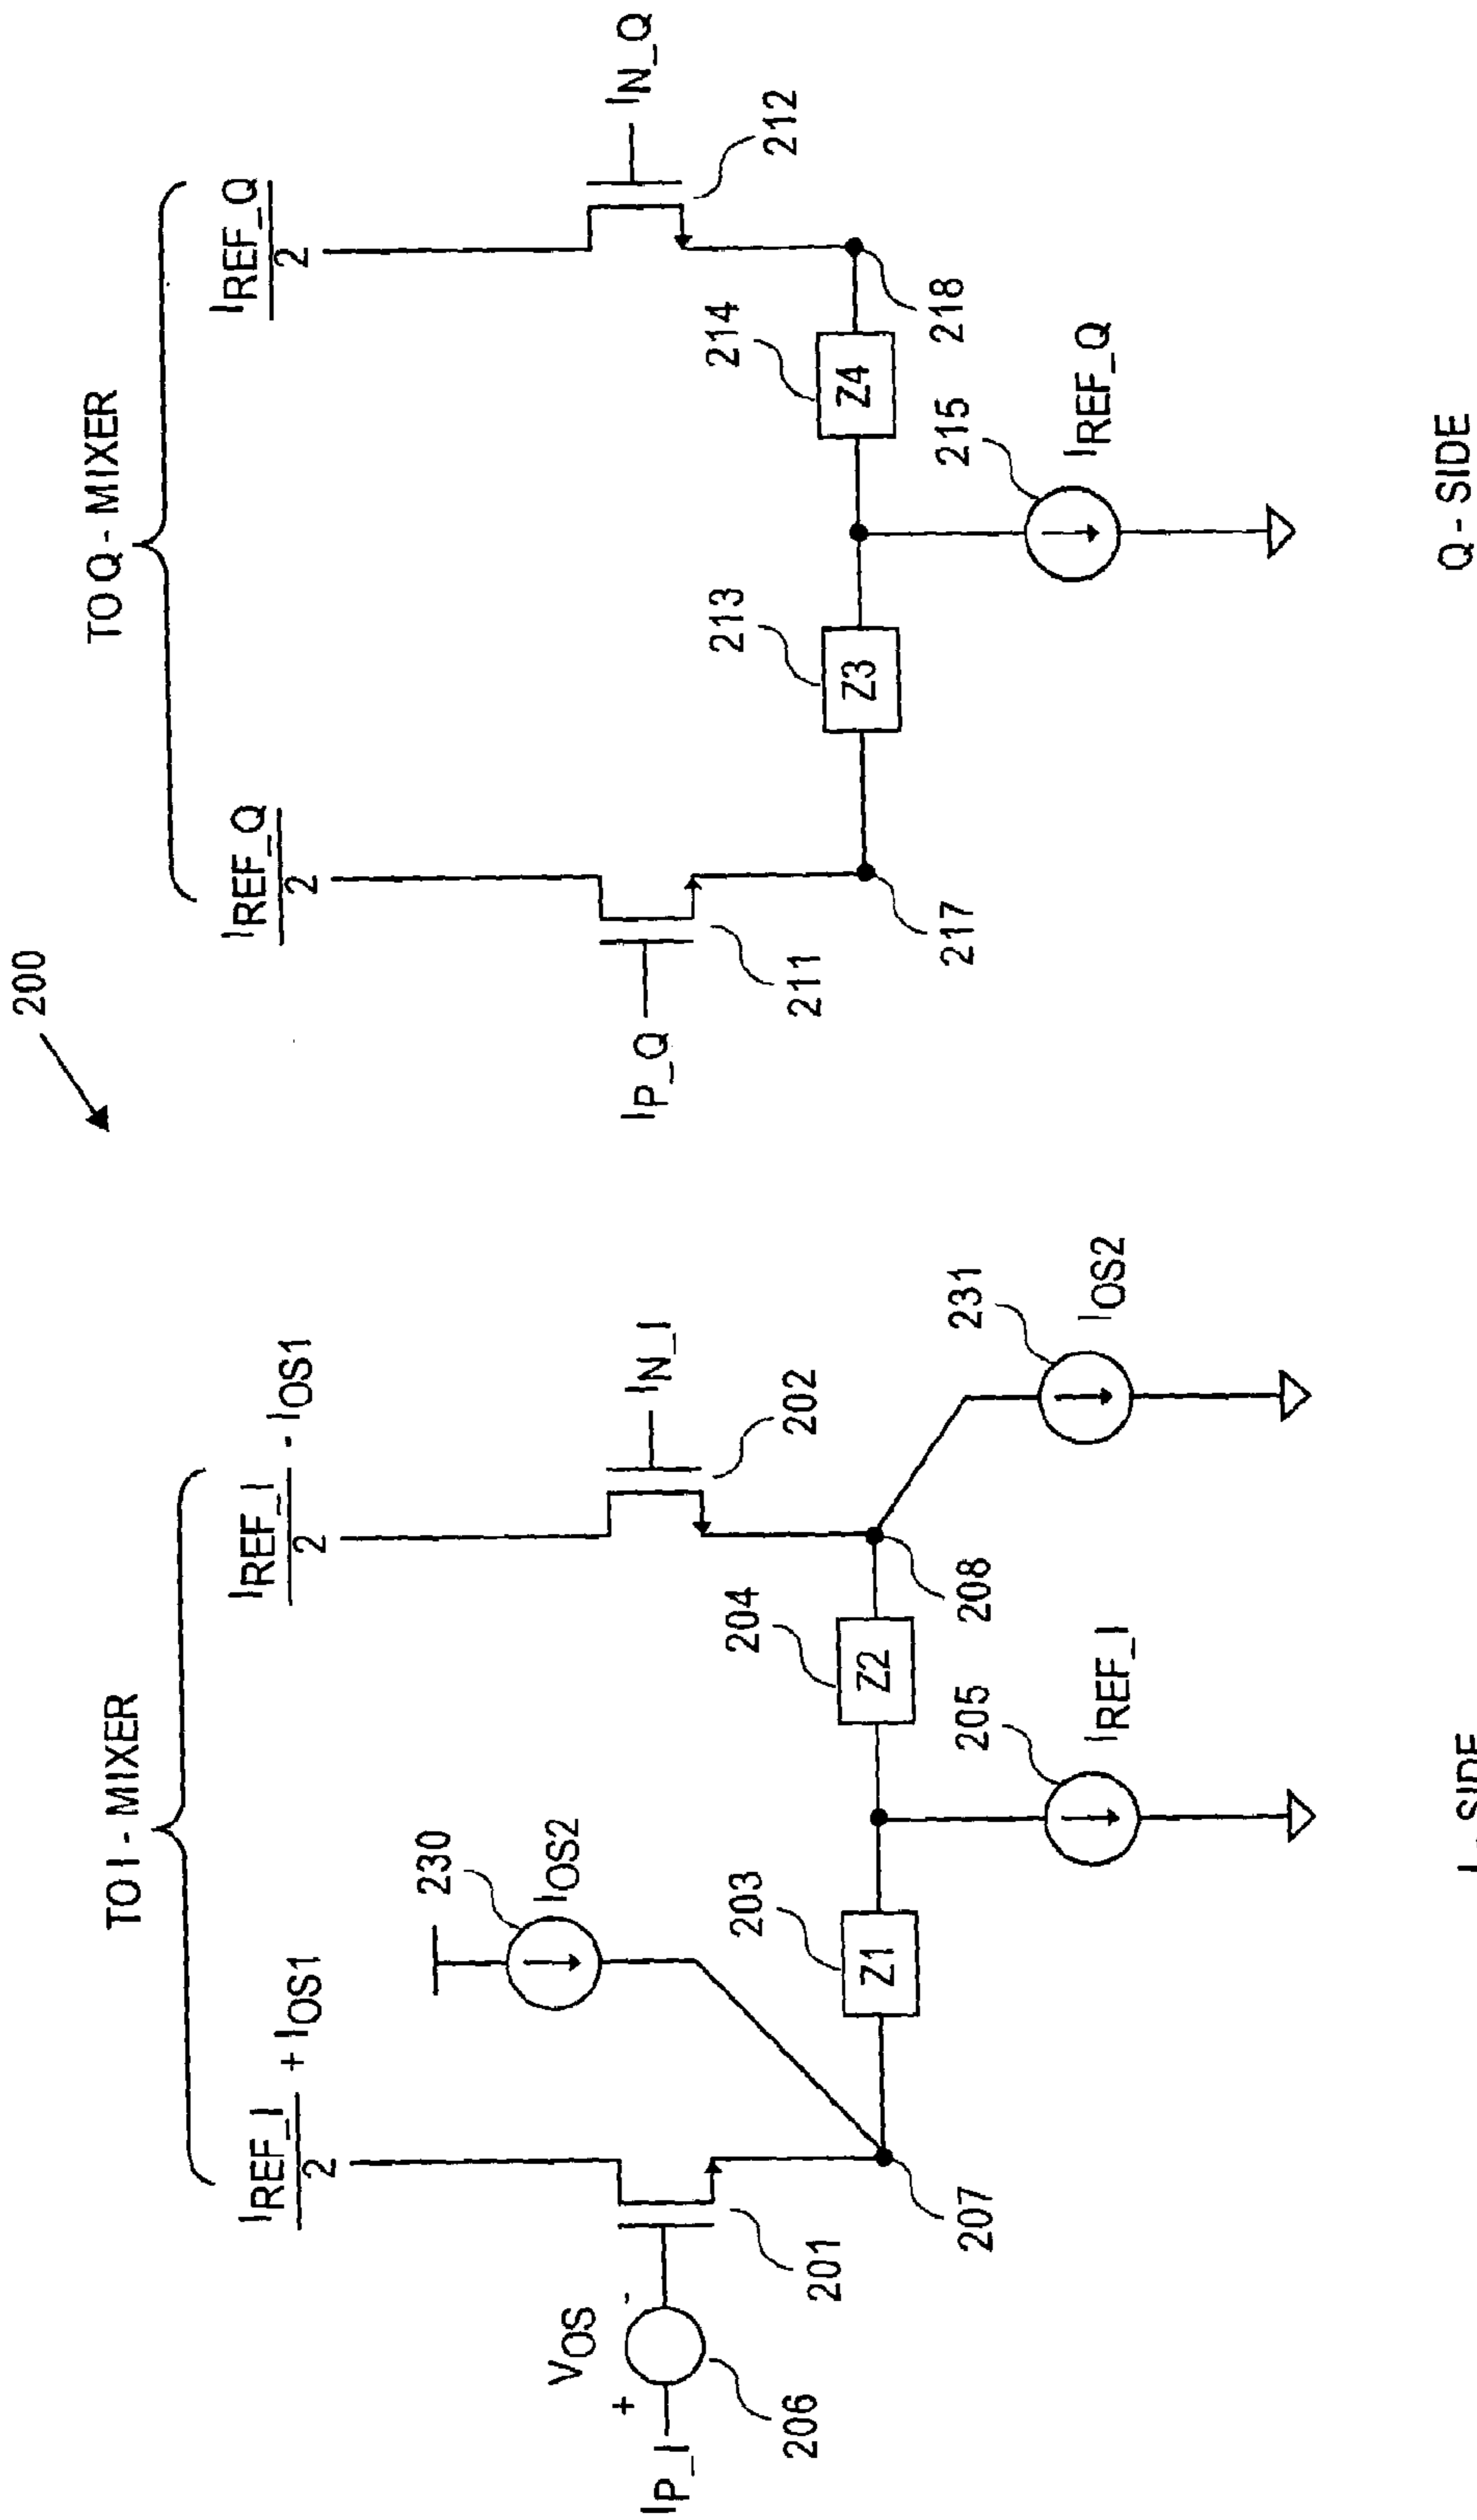 200
TO I - MIXER
TO Q - MIXER
IREF_I
2
+ IOS1
IREF_I
2
- IOS1
IREF_Q
2
IREF_Q
2
230
IOS2
VOS
+
-
IP_I
206
201
IN_I
202
IP_Q
211
IN_Q
212
203
Z1
204
Z2
213
Z3
214
Z4
207
205
IREF_I
208
231
IOS2
217
215
IREF_Q
218
I - SIDE
Q - SIDE